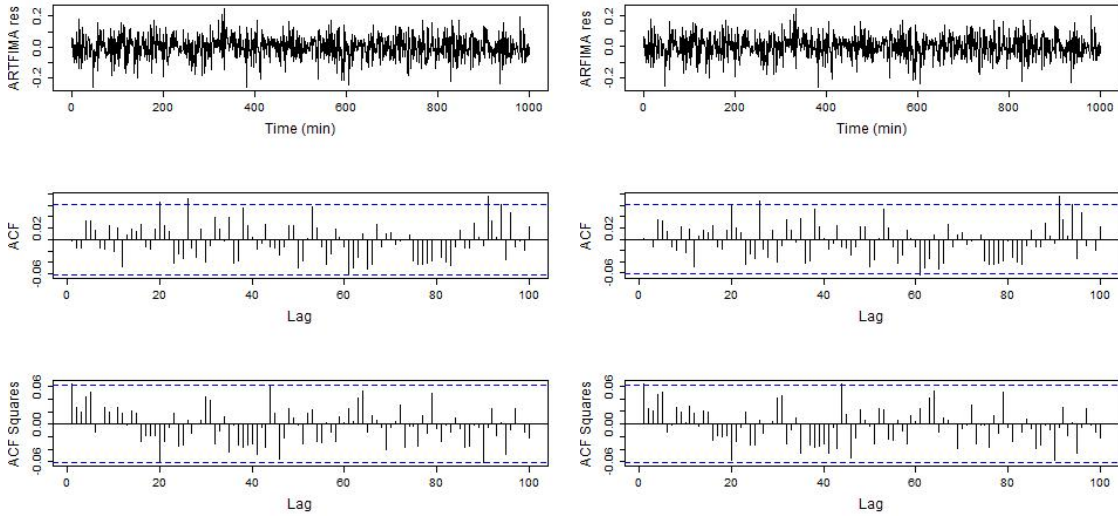 ARTFIMA res
0.2
0.0
-0.2
0 200 400 600 800 1000
Time (min)
ARFIMA res
0.2
0.0
-0.2
0 200 400 600 800 1000
Time (min)
ACF
0.02
-0.06
0 20 40 60 80 100
Lag
ACF
0.02
-0.06
0 20 40 60 80 100
Lag
ACF Squares
0.06
0.00
-0.06
0 20 40 60 80 100
Lag
ACF Squares
0.06
0.00
-0.06
0 20 40 60 80 100
Lag